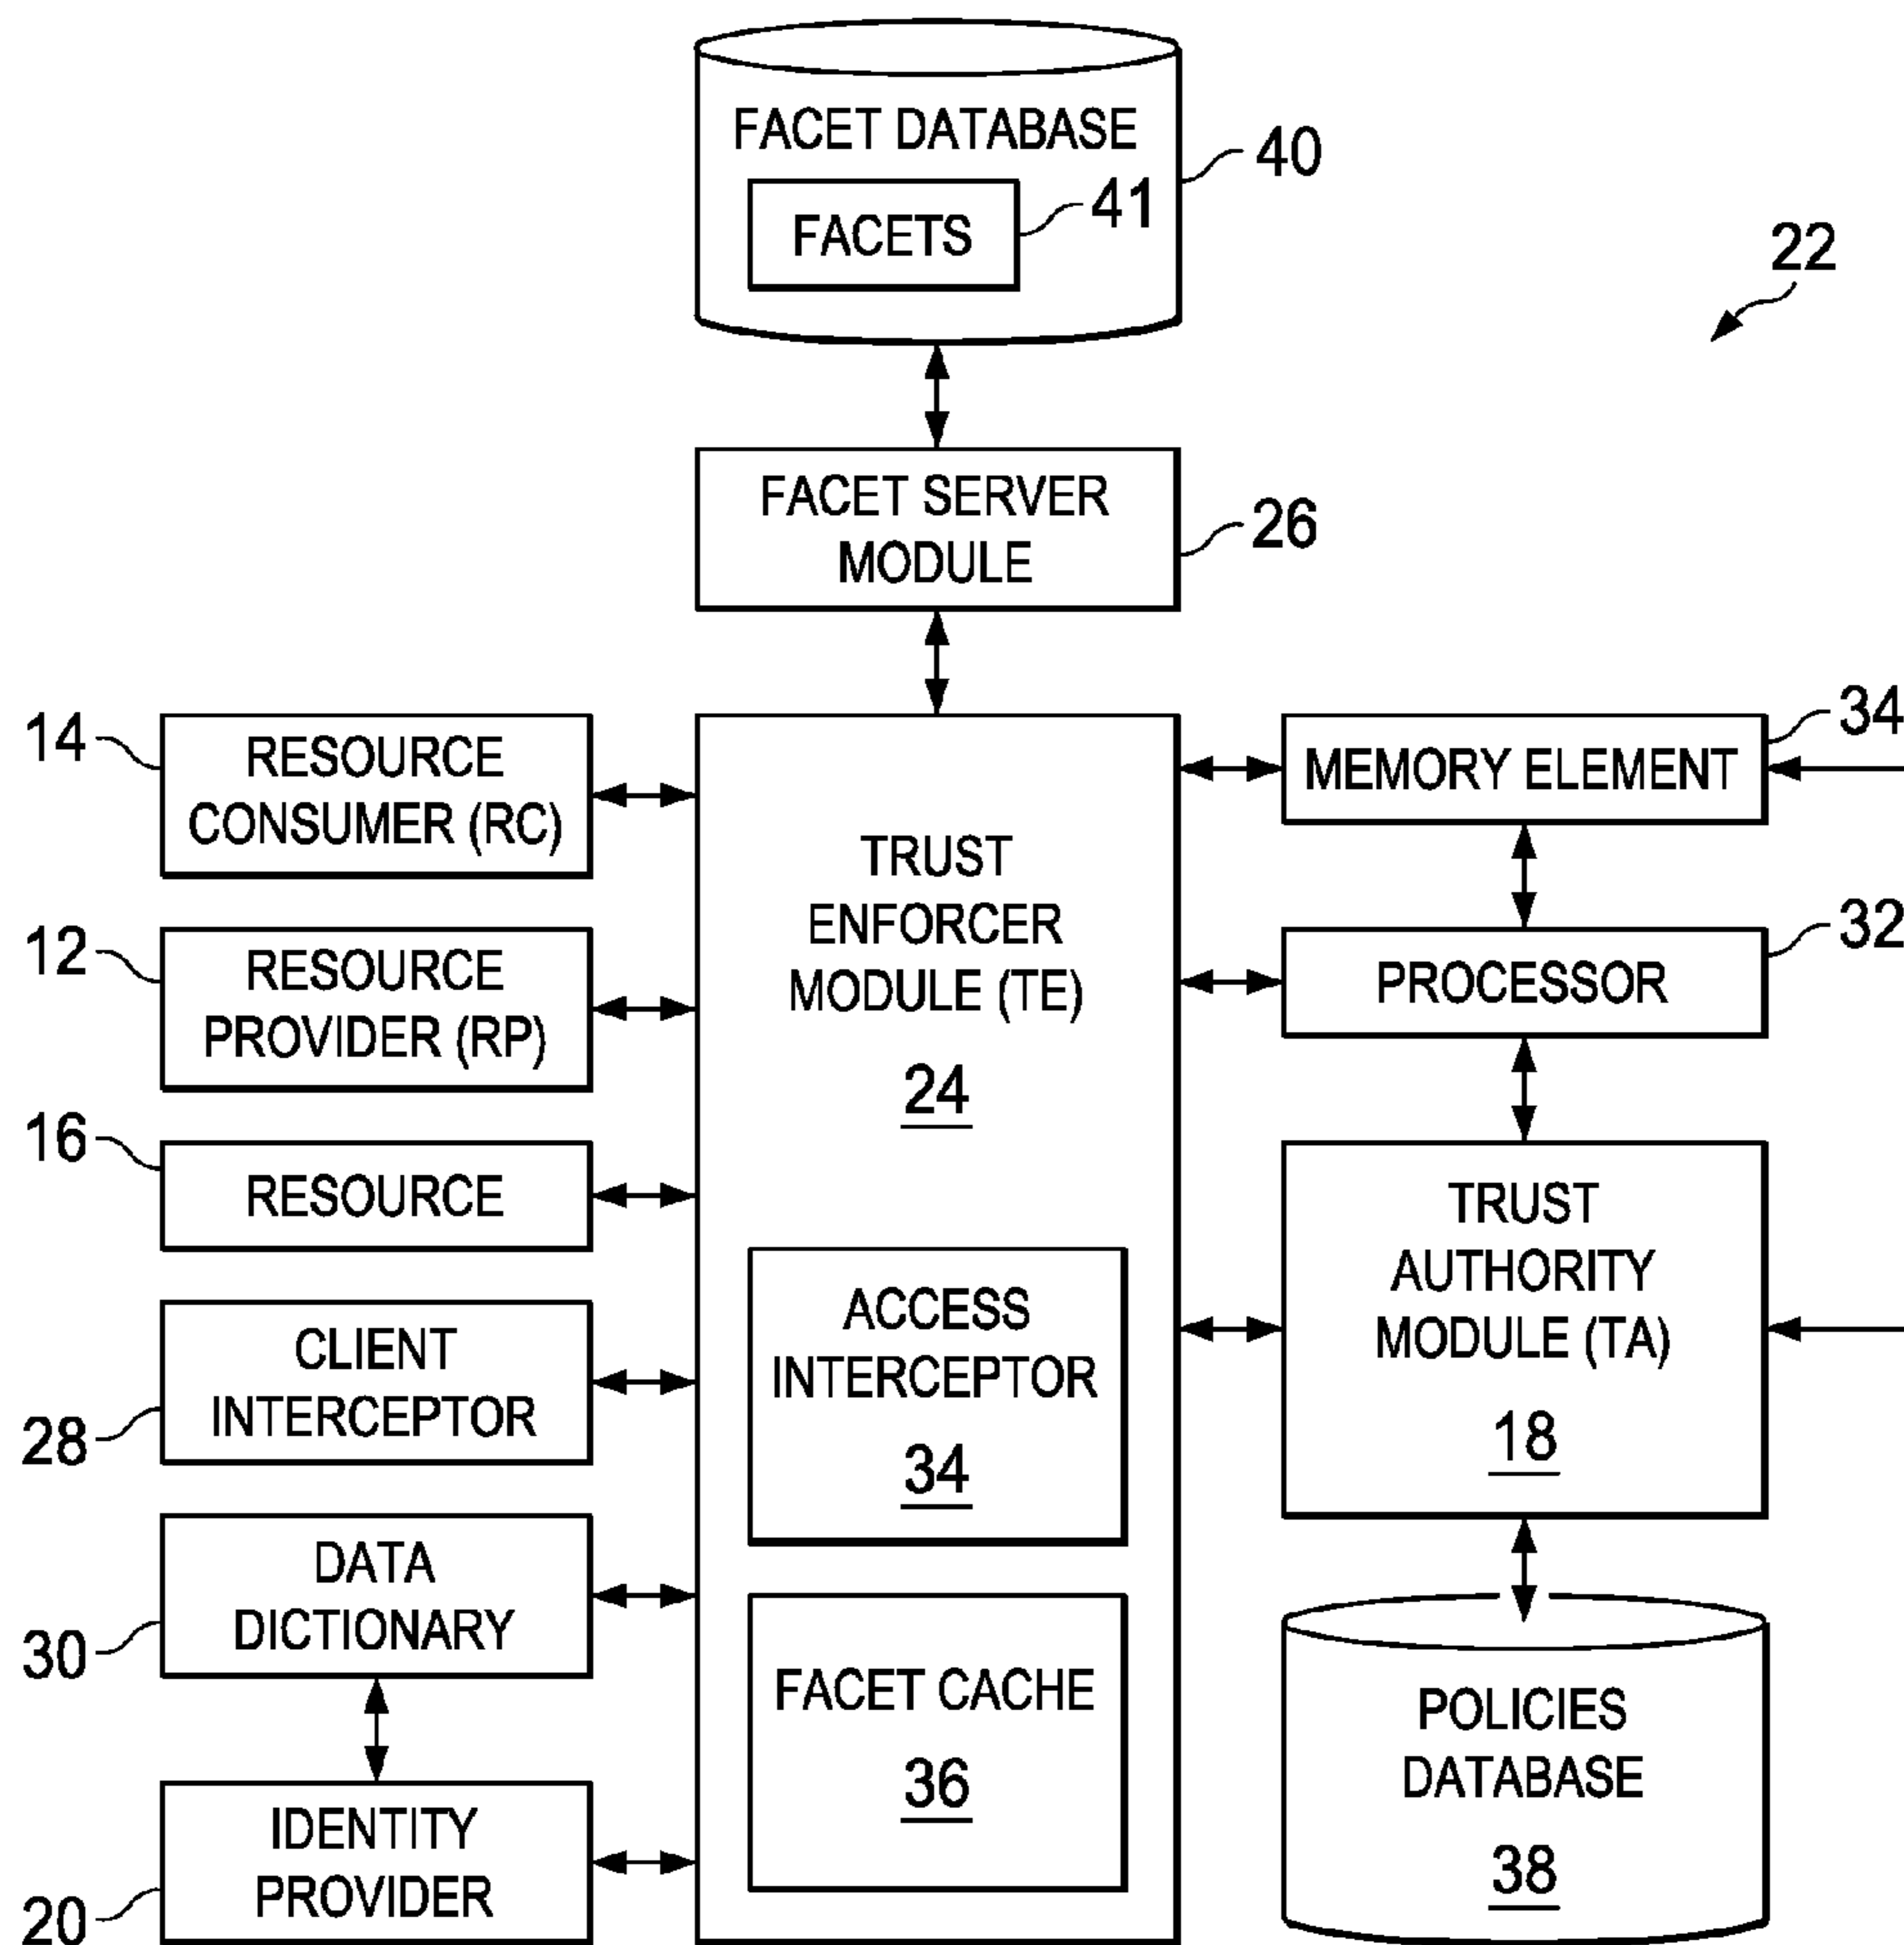 FACET DATABASE
40
FACETS
41
22
FACET SERVER
MODULE
26
14
RESOURCE
CONSUMER (RC)
12
RESOURCE
PROVIDER (RP)
16
RESOURCE
CLIENT
INTERCEPTOR
28
DATA
DICTIONARY
30
IDENTITY
PROVIDER
20
TRUST
ENFORCER
MODULE (TE)
24
ACCESS
INTERCEPTOR
34
FACET CACHE
36
MEMORY ELEMENT
34
PROCESSOR
32
TRUST
AUTHORITY
MODULE (TA)
18
POLICIES
DATABASE
38